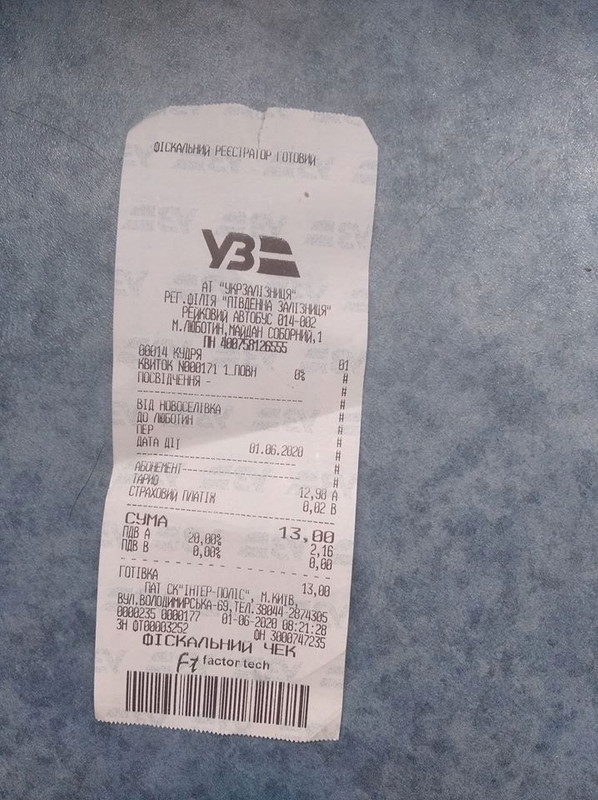 ФІСКАЛЬНИЙ РЕЄСТРАТОР ГОТОВИЙ
УЗ
АТ "УКРЗАЛІЗНИЦЯ"
РЕГ.ФІЛІЯ "ПІВДЕННА ЗАЛІЗНИЦЯ"
РЕЙКОВИЙ АВТОБУС 014-002
М.ЛЮБОТИН,МАЙДАН СОБОРНИЙ,1
ПН 400758126555
00014 КУДРЯ 01
КВИТОК N000171 1 ПОВН 0% #
ПОСВІДЧЕННЯ - #
#
ВІД НОВОСЕЛІВКА #
ДО ЛЮБОТИН #
ПЕР #
ДАТА ДІЇ 01.06.2020 #
#
АБОНЕМЕНТ #
ТАРИФ 12,98 А
СТРАХОВИЙ ПЛАТІЖ 0,02 В
СУМА 13,00
ПДВ А 20,00% 2,16
ПДВ В 0,00% 0,00
ГОТІВКА 13,00
ПАТ СК"ІНТЕР-ПОЛІС", М.КИЇВ,
ВУЛ.ВОЛОДИМИРСЬКА-69,ТЕЛ.38044-2874305
0000235 0000177 01-06-2020 08:21:28
ЗН ФТ00003252 ФН 3000747235
ФІСКАЛЬНИЙ ЧЕК
Ft factor tech